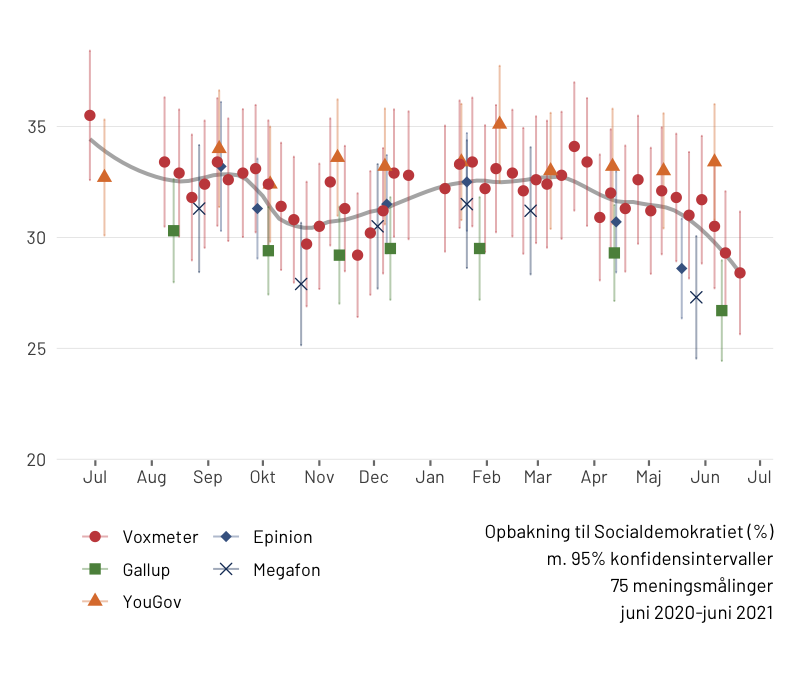 35
30
25
20
Jul Aug Sep Okt Nov Dec Jan Feb Mar Apr Maj Jun Jul
Voxmeter Epinion
Gallup Megafon
YouGov
Opbakning til Socialdemokratiet (%)
m. 95% konfidensintervaller
75 meningsmålinger
juni 2020-juni 2021